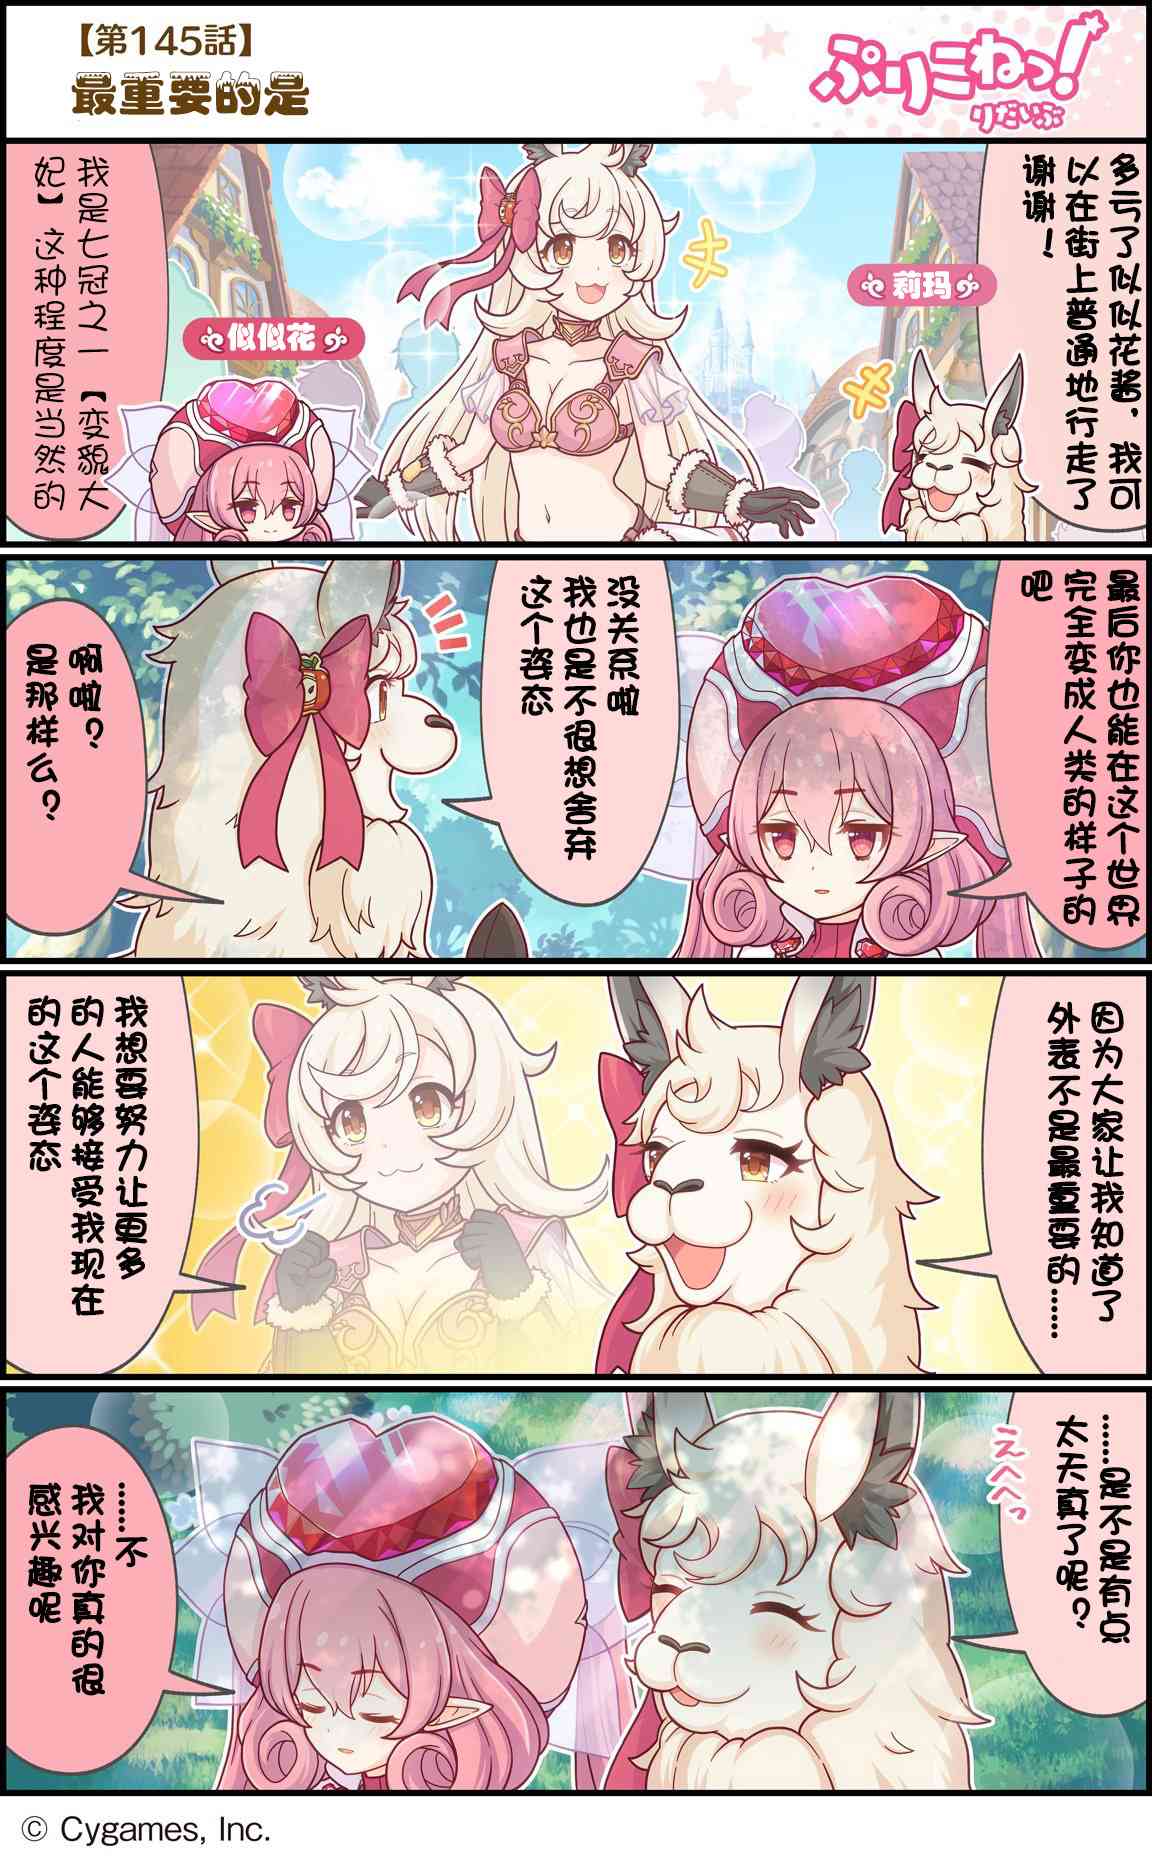 【第145話】
最重要的是
ぷりこねっ！
りだいぶ
多亏了似似花酱，我可
以在街上普通地行走了
谢谢！
莉玛
似似花
我是七冠之一【变貌大
妃】这种程度是当然的
最后你也能在这个世界
完全变成人类的样子的
吧
没关系啦
我也是不很想舍弃
这个姿态
啊啦？
是那样么？
因为大家让我知道了
外表不是最重要的……
我想要努力让更多
的人能够接受我现在
的这个姿态
……是不是有点
太天真了呢？
えへへっ
……不
我对你真的很
感兴趣呢
© Cygames, Inc.